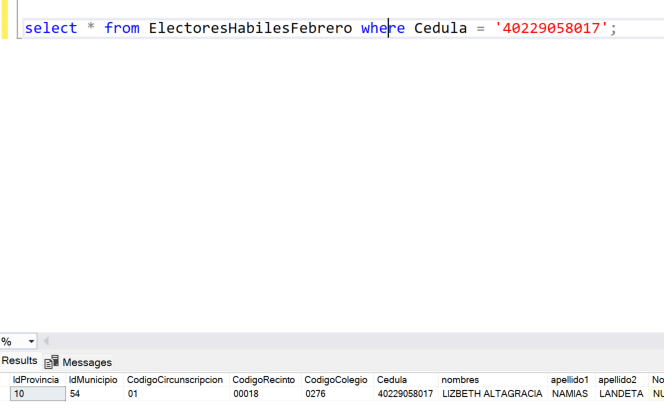 select * from ElectoresHabilesFebrero where Cedula = '40229058017';
%
Results Messages
IdProvincia IdMunicipio CodigoCircunscripcion CodigoRecinto CodigoColegio Cedula nombres apellido1 apellido2 No
10 54 01 00018 0276 40229058017 LIZBETH ALTAGRACIA NAMIAS LANDETA NU